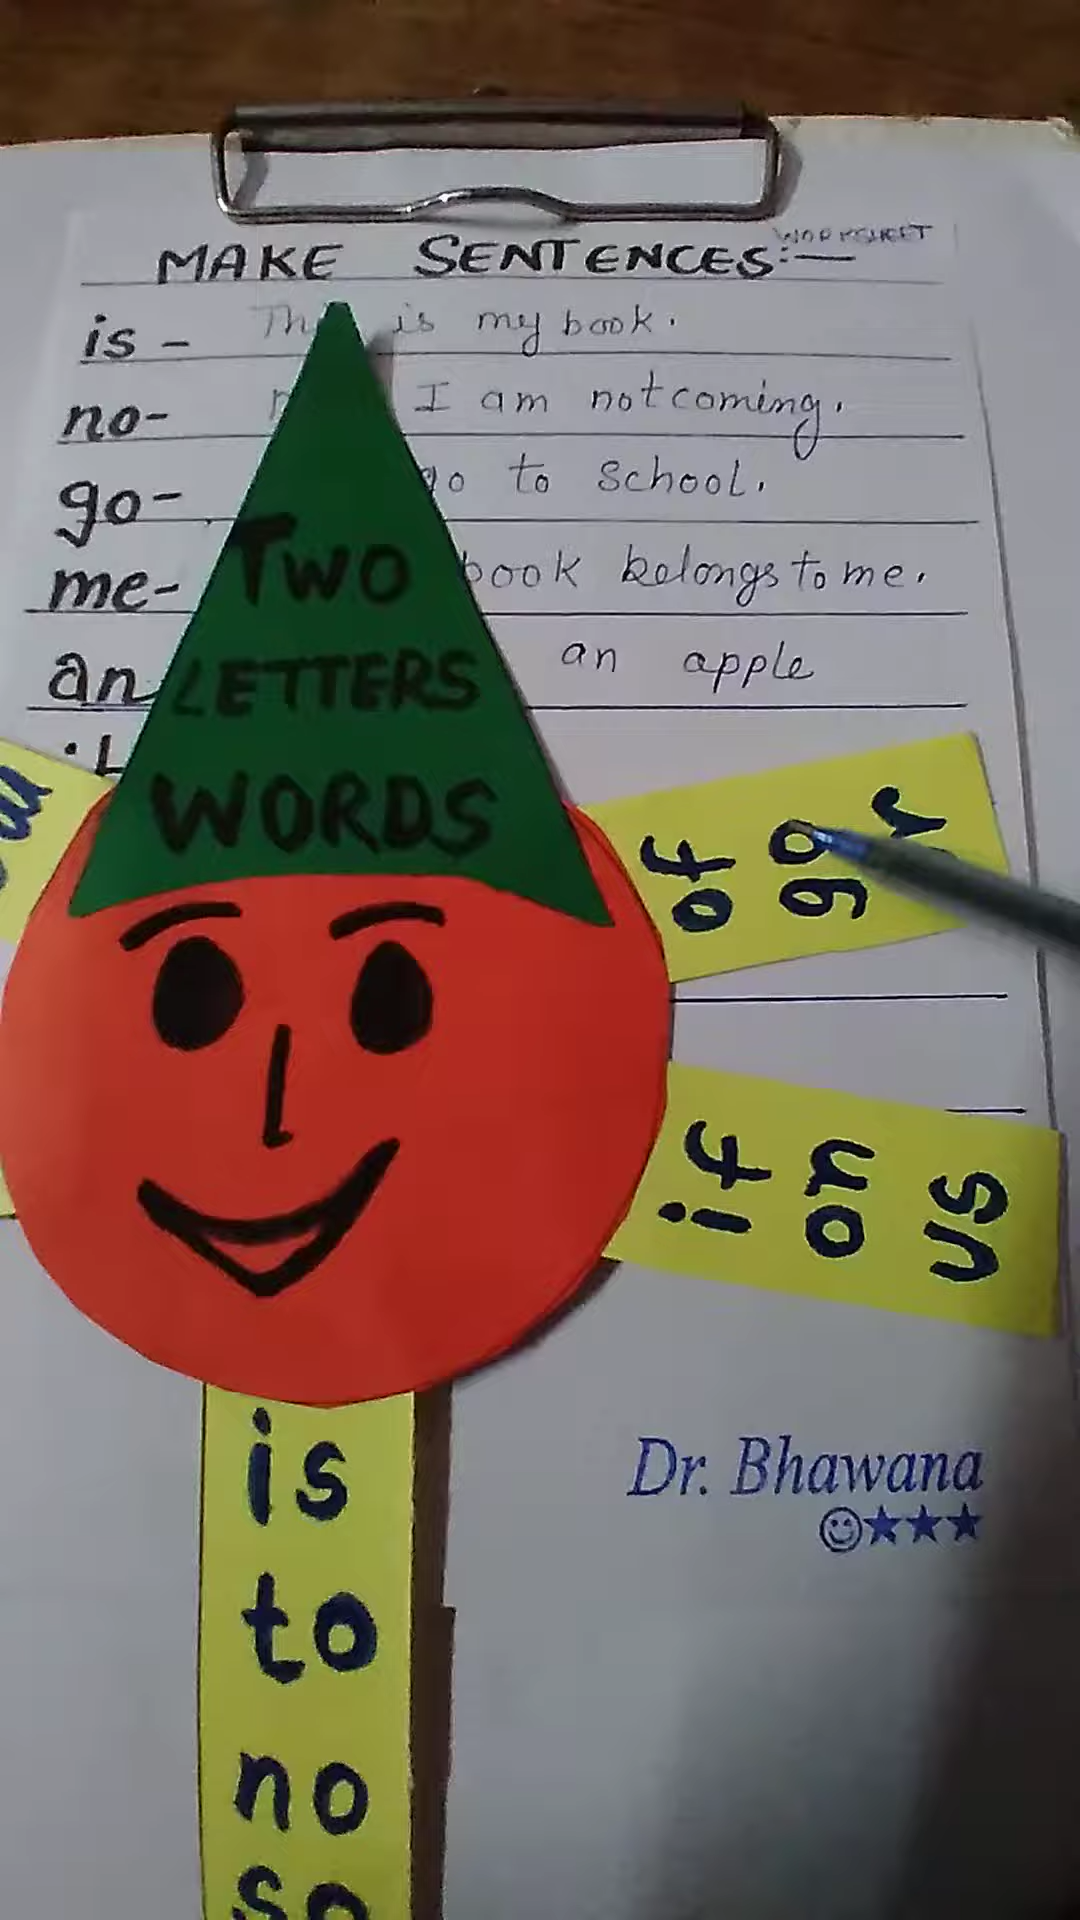 WORKSHEET
MAKE SENTENCES:—
is - is my book.
no- I am not coming.
go- go to school.
me- book belongs to me.
an an apple
TWO
LETTERS
WORDS
of
go
if
on
us
is
to
no
so
Dr. Bhawana